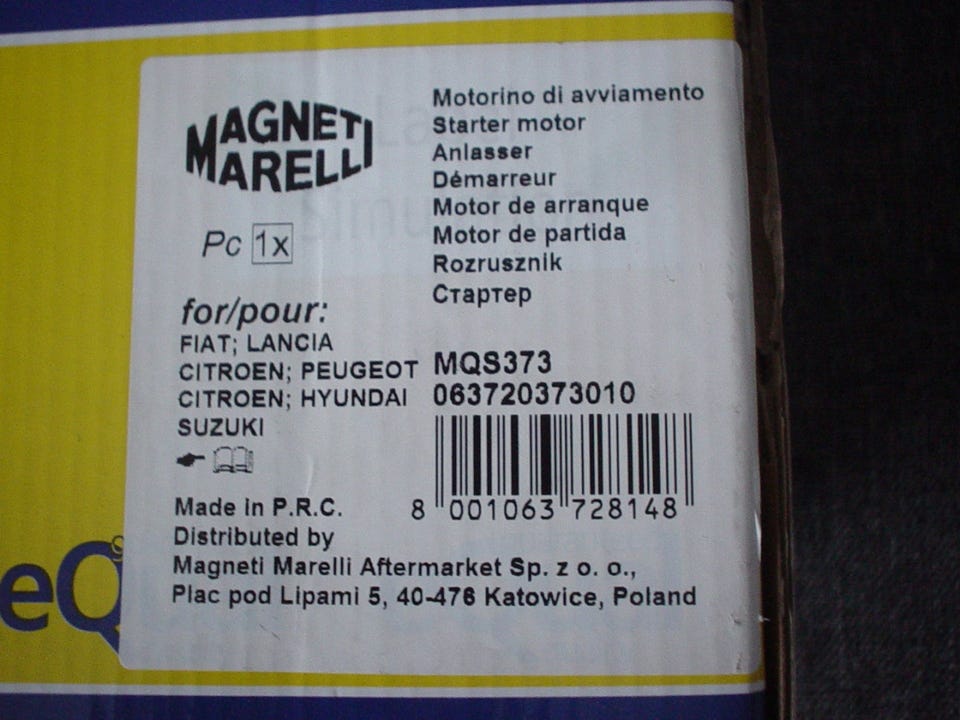 MAGNETI
MARELLI
Pc 1x
Motorino di avviamento
Starter motor
Anlasser
Démarreur
Motor de arranque
Motor de partida
Rozrusznik
Стартер
for/pour:
FIAT; LANCIA
CITROEN; PEUGEOT
CITROEN; HYUNDAI
SUZUKI
MQS373
063720373010
8 001063 728148
Made in P.R.C.
Distributed by
Magneti Marelli Aftermarket Sp. z o. o.,
Plac pod Lipami 5, 40-476 Katowice, Poland
eQ